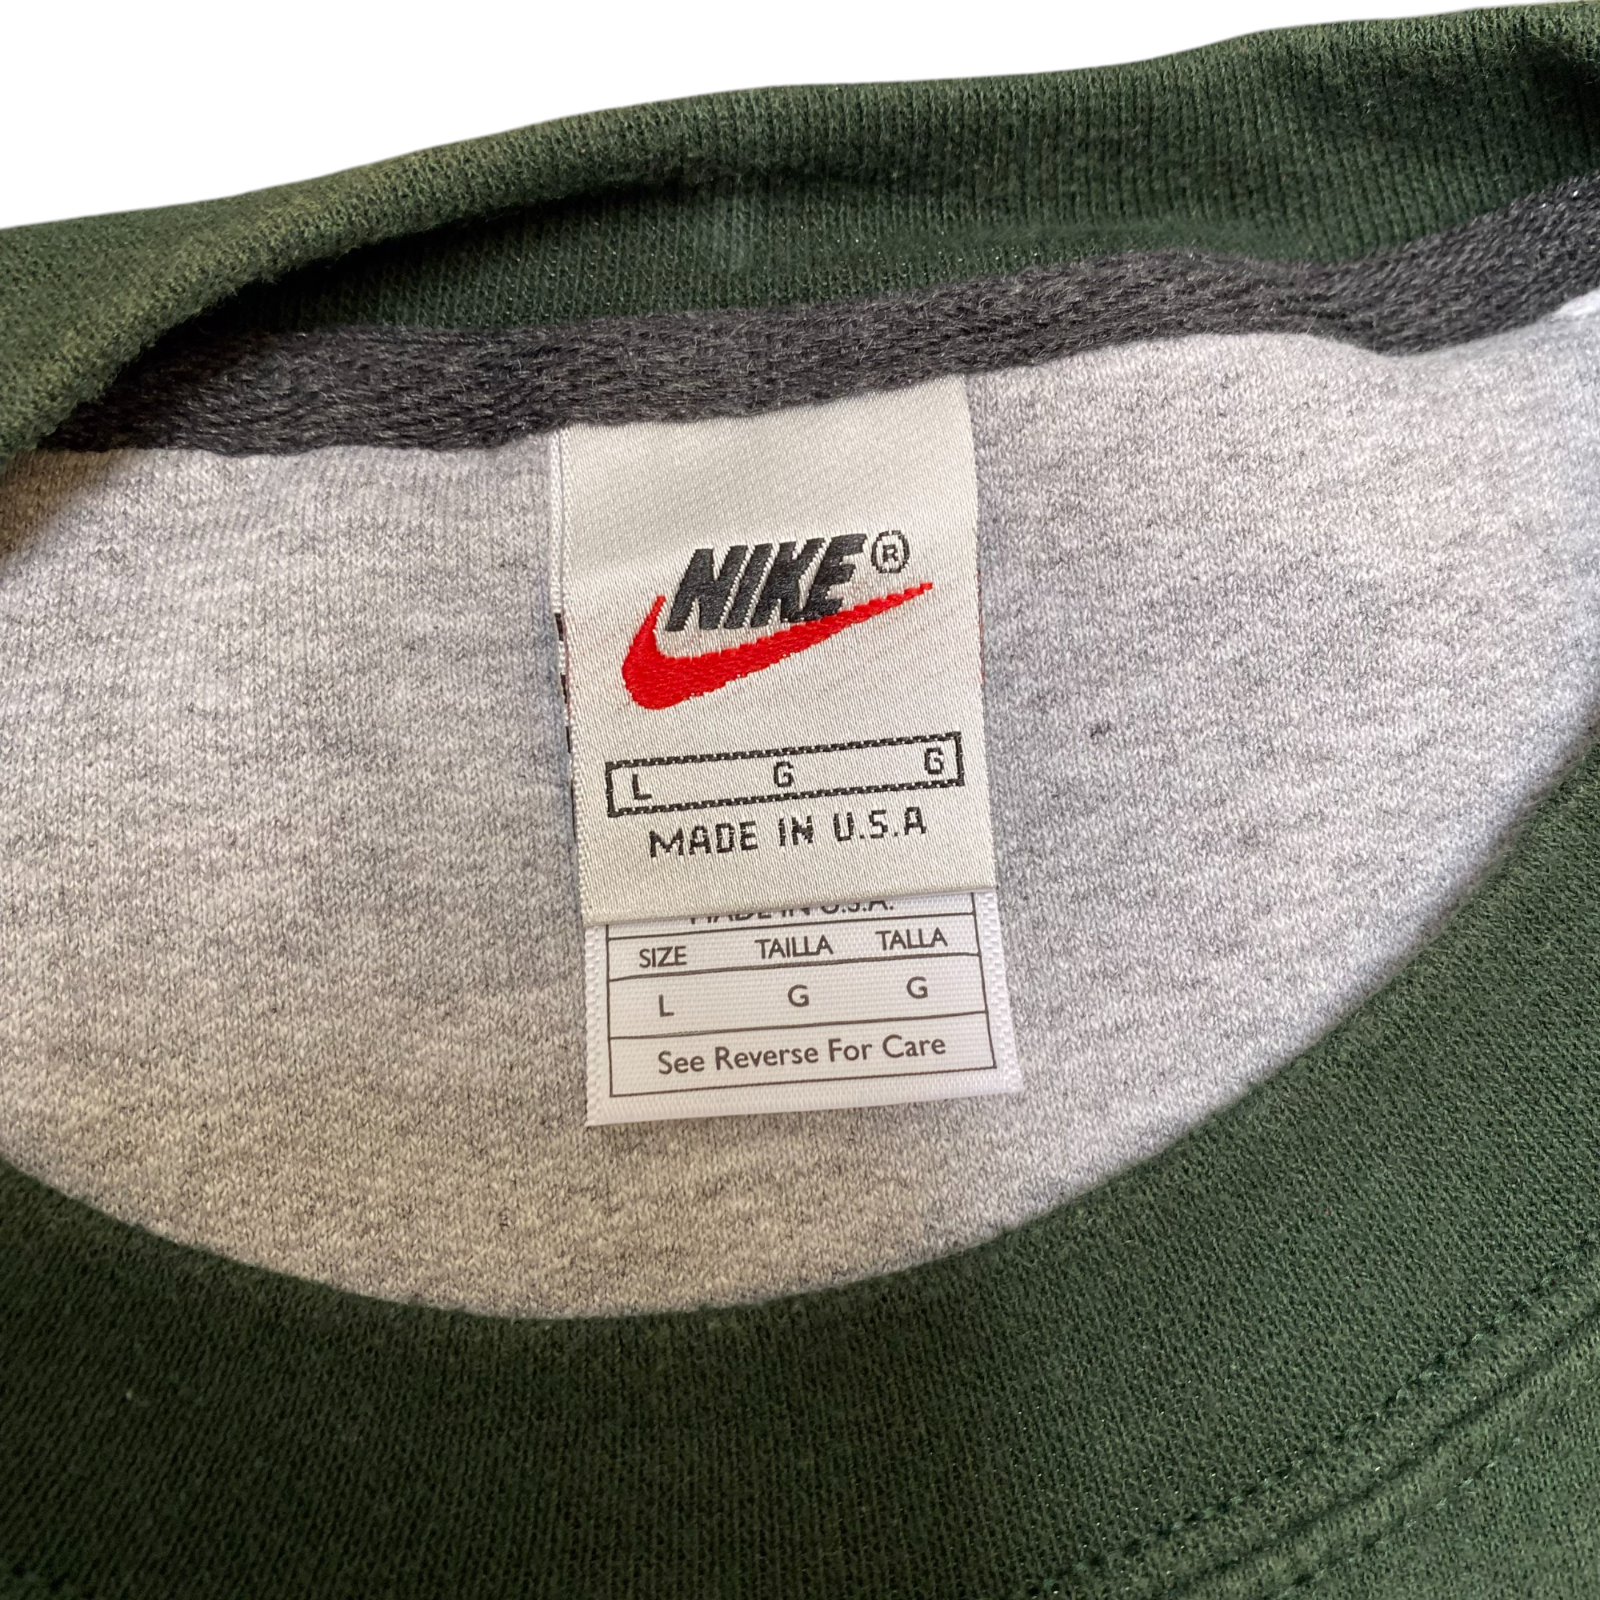 NIKE®
L G G
MADE IN U.S.A
MADE IN U.S.A.
SIZE TAILLA TALLA
L G G
See Reverse For Care